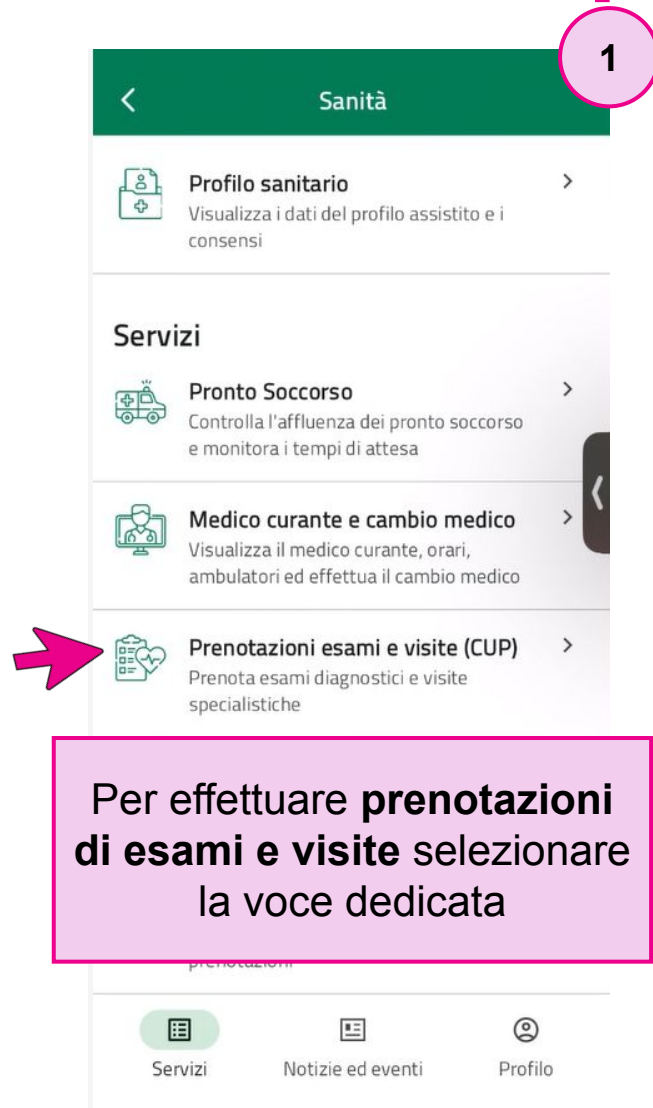 1
Sanità
Profilo sanitario
Visualizza i dati del profilo assistito e i
consensi
Servizi
Pronto Soccorso
Controlla l'affluenza dei pronto soccorso
e monitora i tempi di attesa
Medico curante e cambio medico
Visualizza il medico curante, orari,
ambulatori ed effettua il cambio medico
Prenotazioni esami e visite (CUP)
Prenota esami diagnostici e visite
specialistiche
Per effettuare prenotazioni
di esami e visite selezionare
la voce dedicata
prenotazioni
Servizi
Notizie ed eventi
Profilo